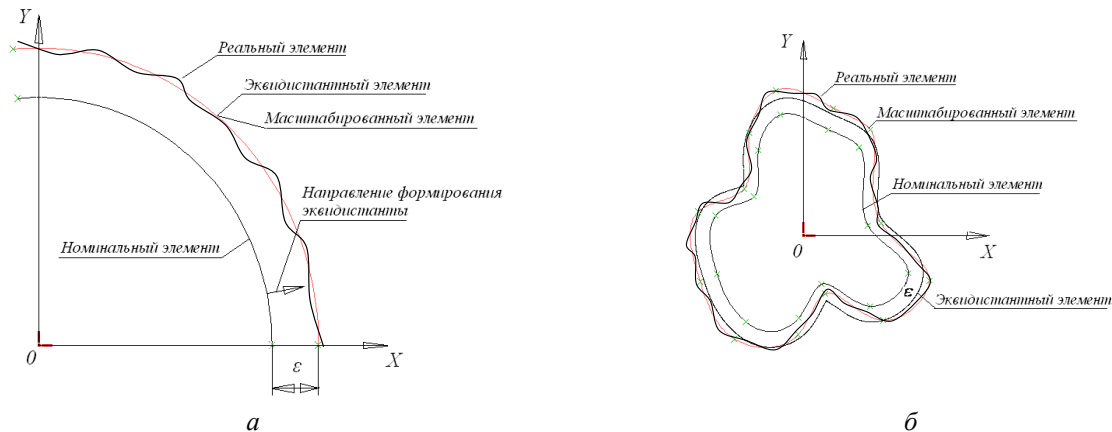 Y
Реальный элемент
Эквидистантный элемент
Масштабированный элемент
Направление формирования
эквидистанты
Номинальный элемент
0
X
ε
а
Y
Реальный элемент
Масштабированный элемент
Номинальный элемент
0
X
ε
Эквидистантный элемент
б